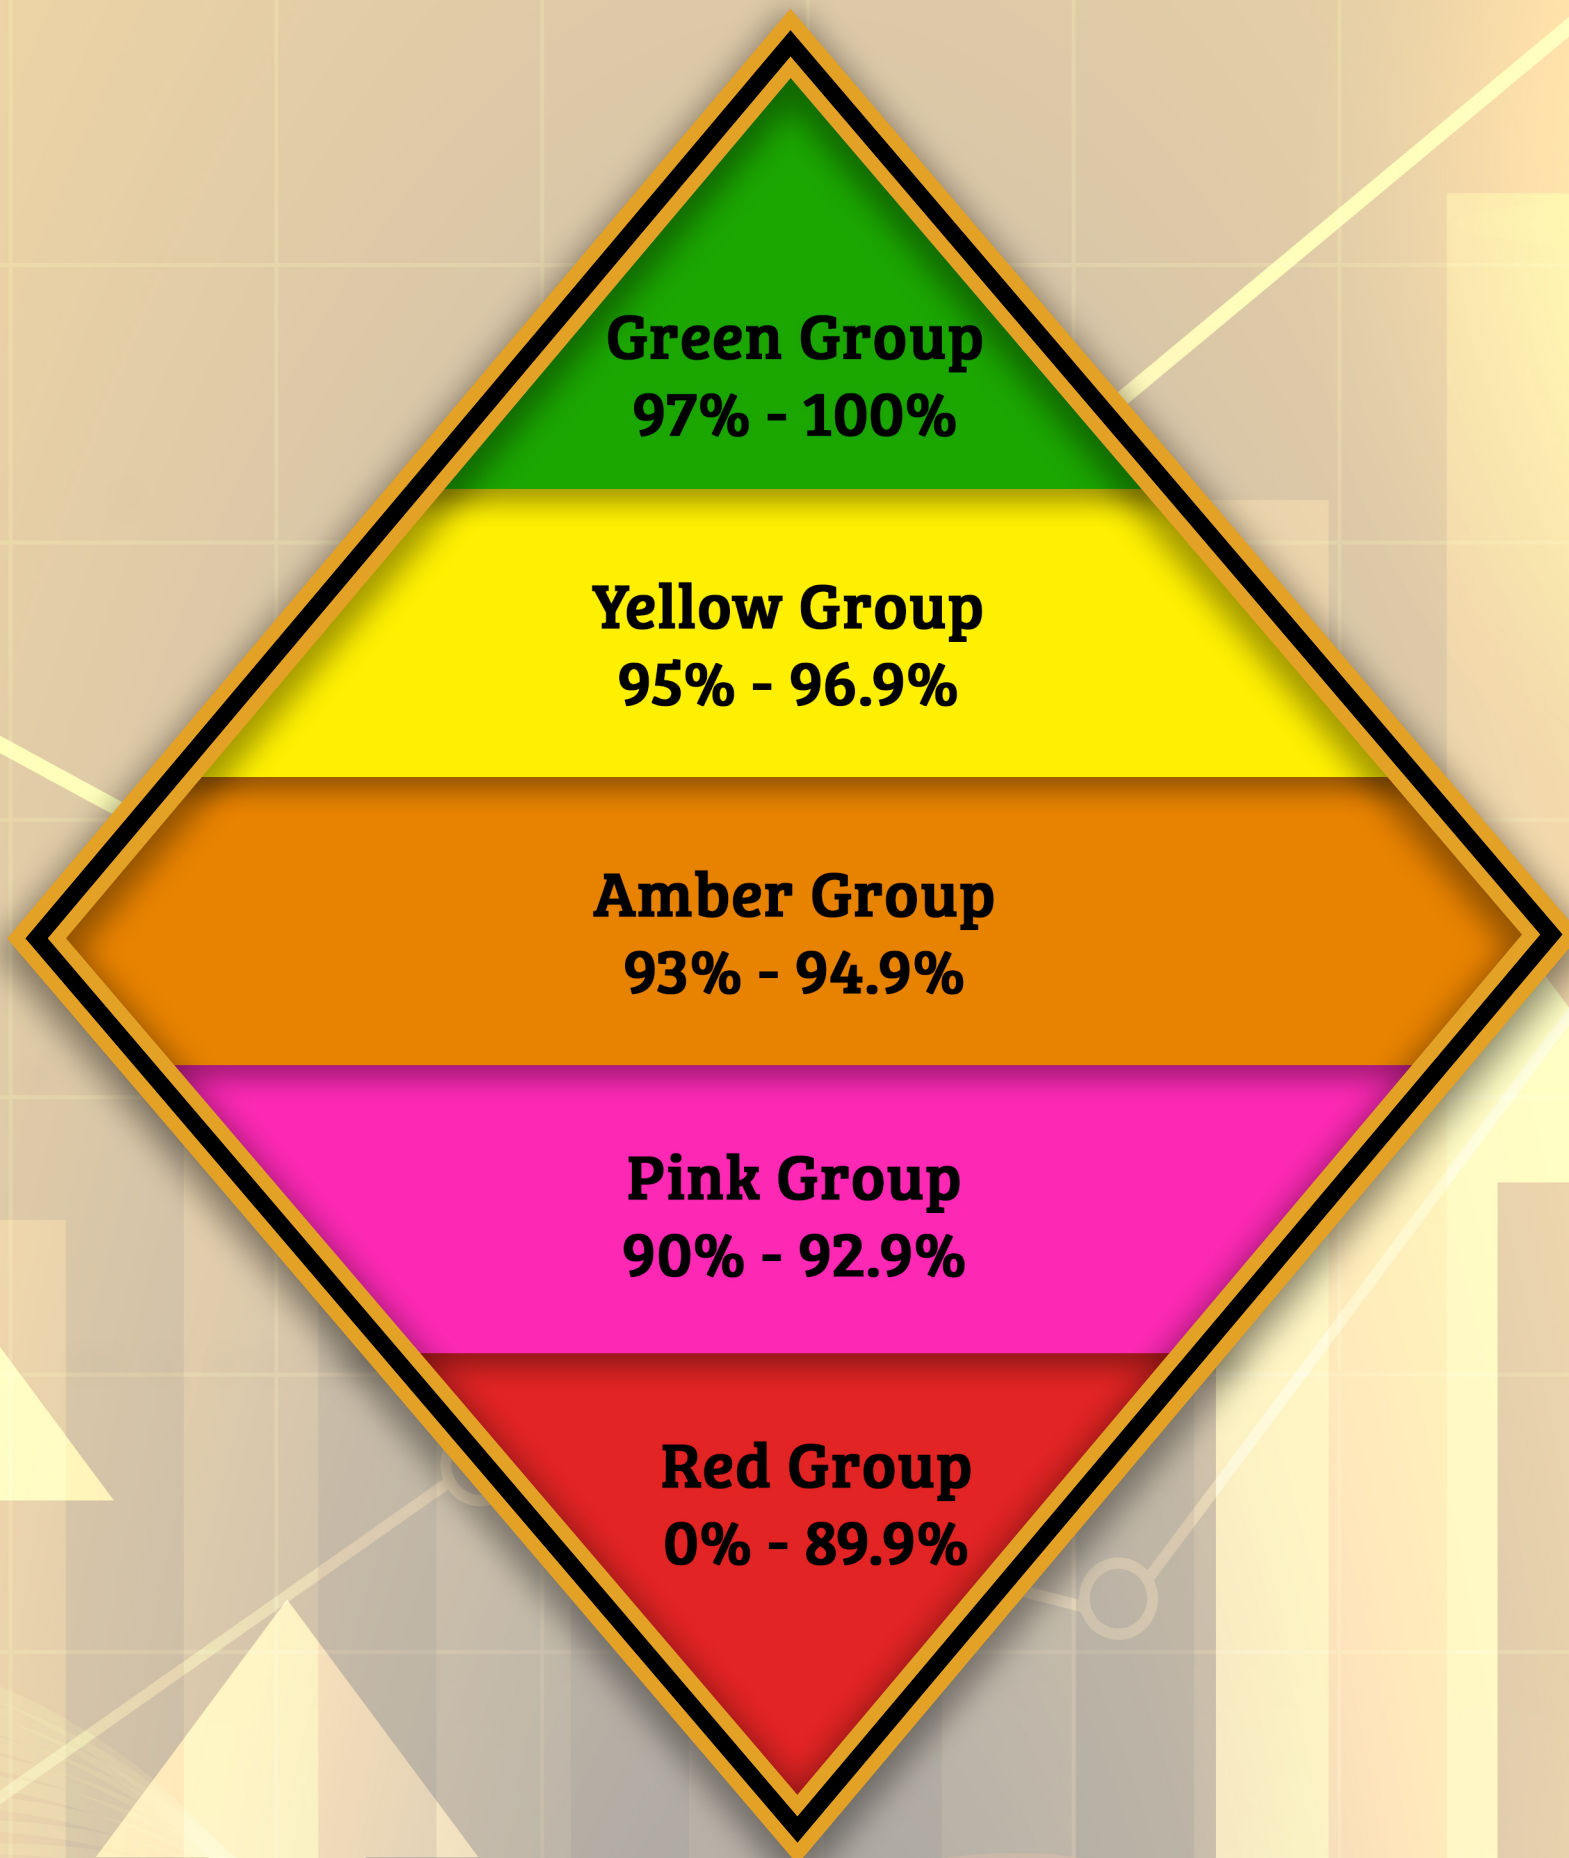 Green Group
97% - 100%
Yellow Group
95% - 96.9%
Amber Group
93% - 94.9%
Pink Group
90% - 92.9%
Red Group
0% - 89.9%